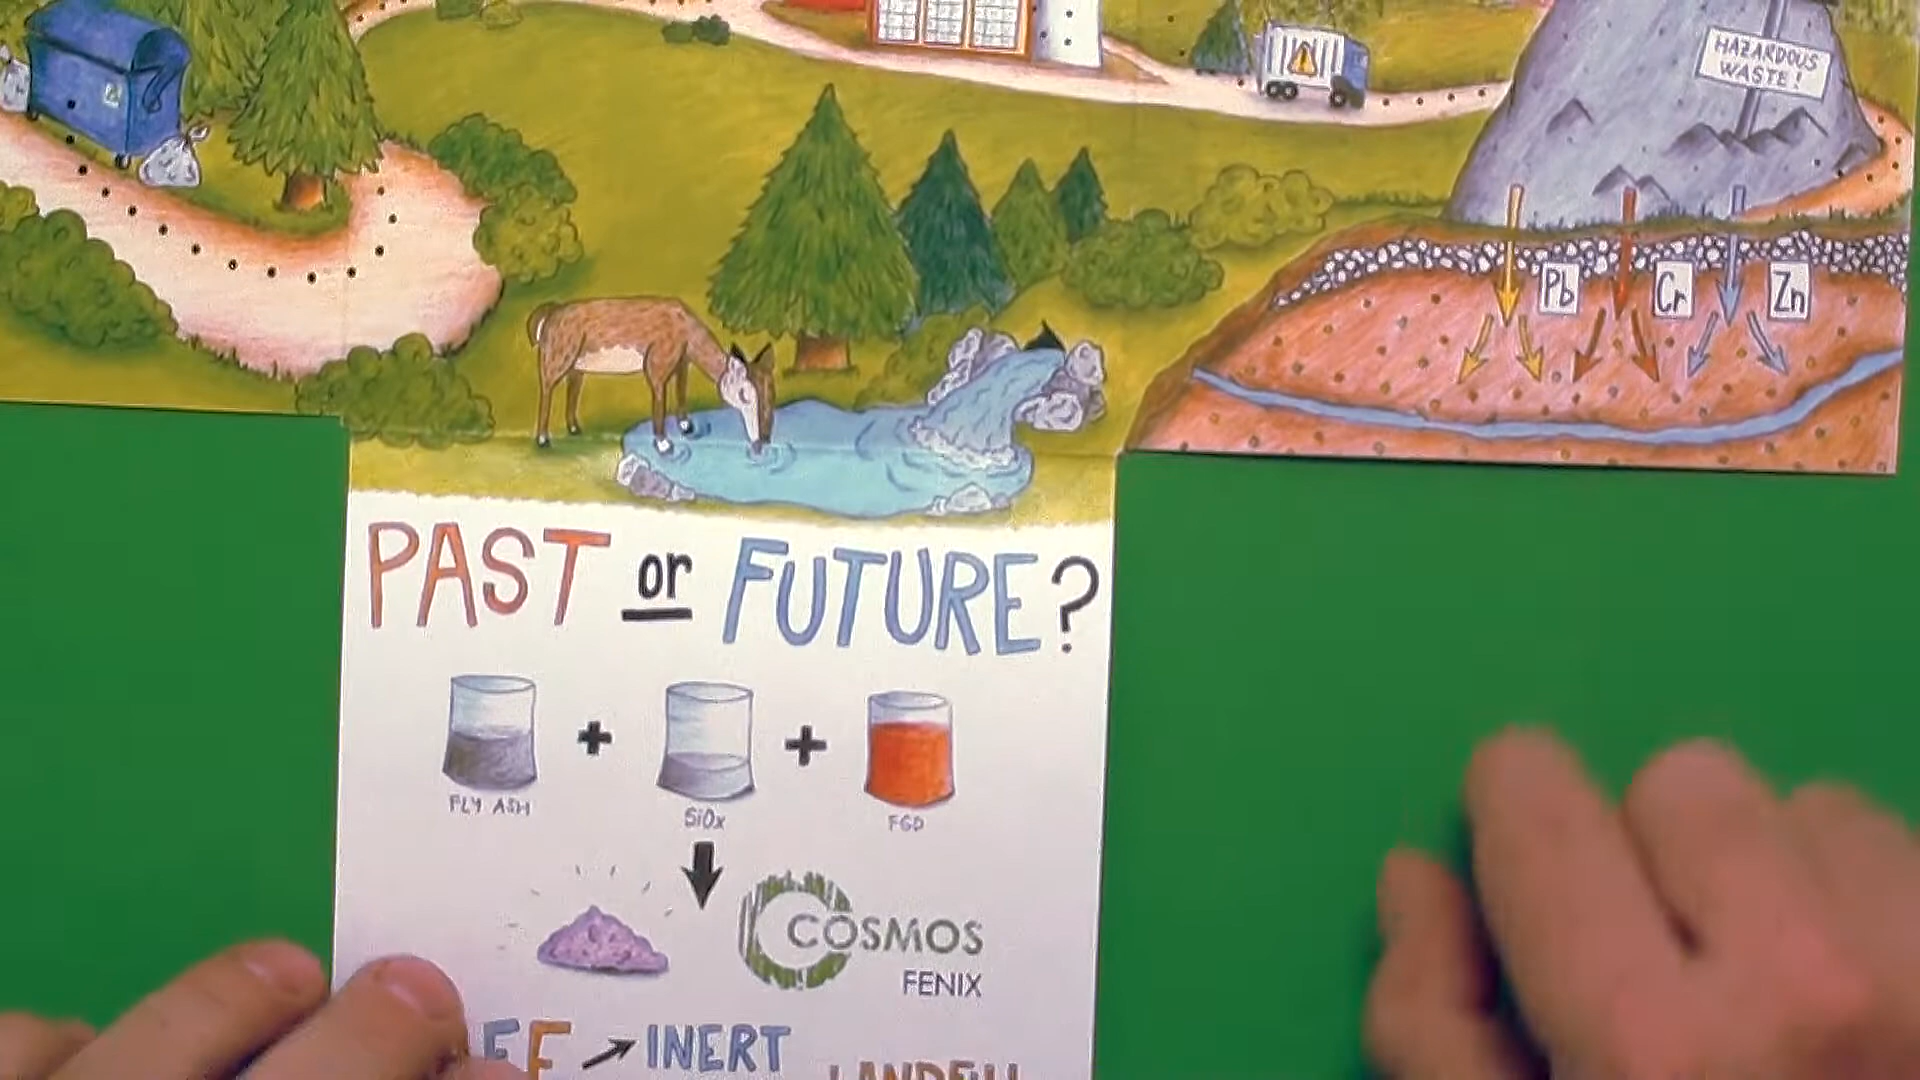 HAZARDOUS
WASTE!
Pb
Cr
Zn
PAST or FUTURE?
+
+
FLY ASH
SiOx
FGD
COSMOS
FENIX
INERT